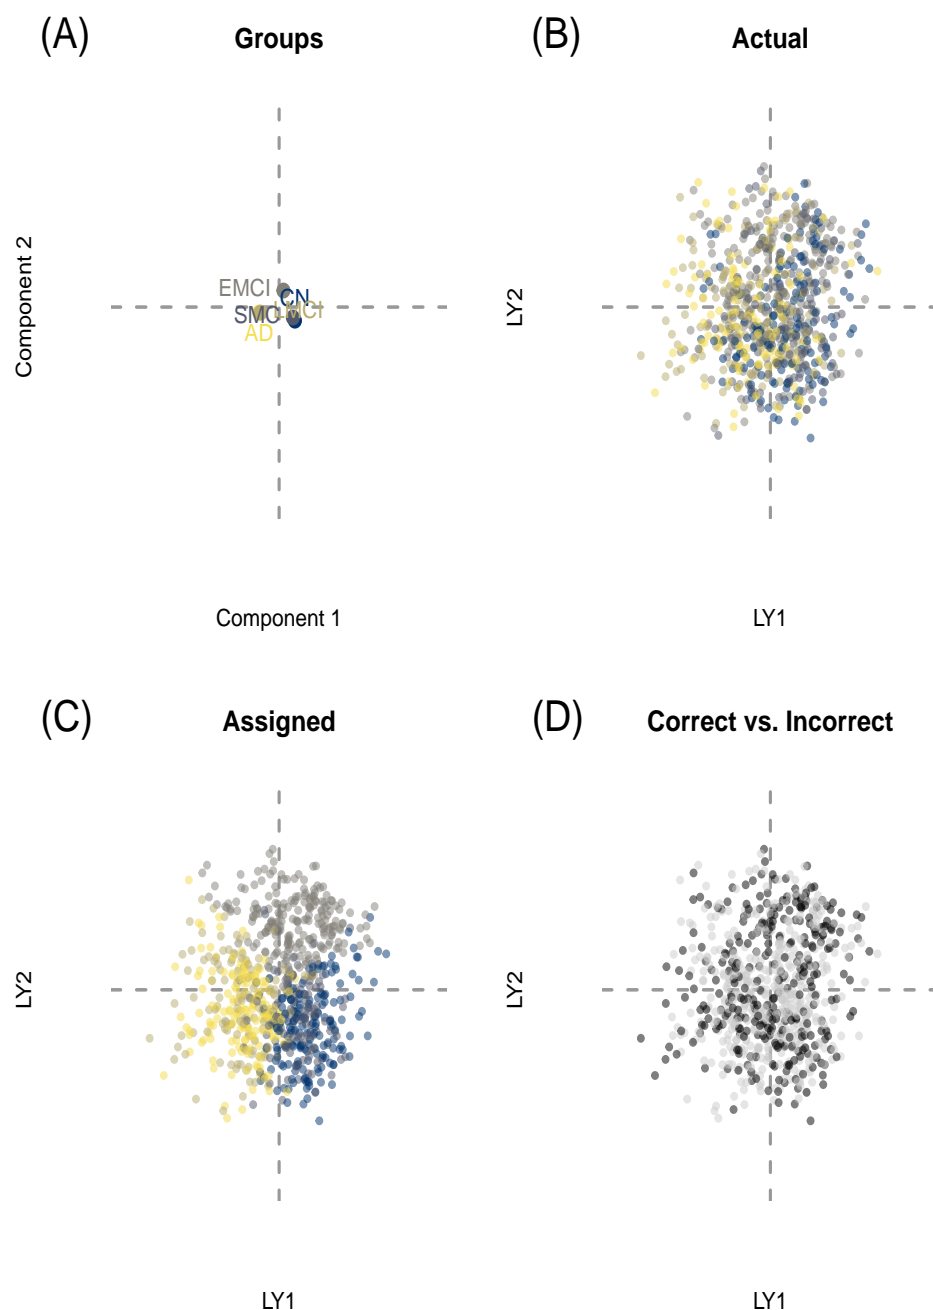 (A)
Groups
Component 2
EMCI
CN
SMC
LMCI
AD
Component 1
(B)
Actual
LY2
LY1
(C)
Assigned
LY2
LY1
(D)
Correct vs. Incorrect
LY2
LY1